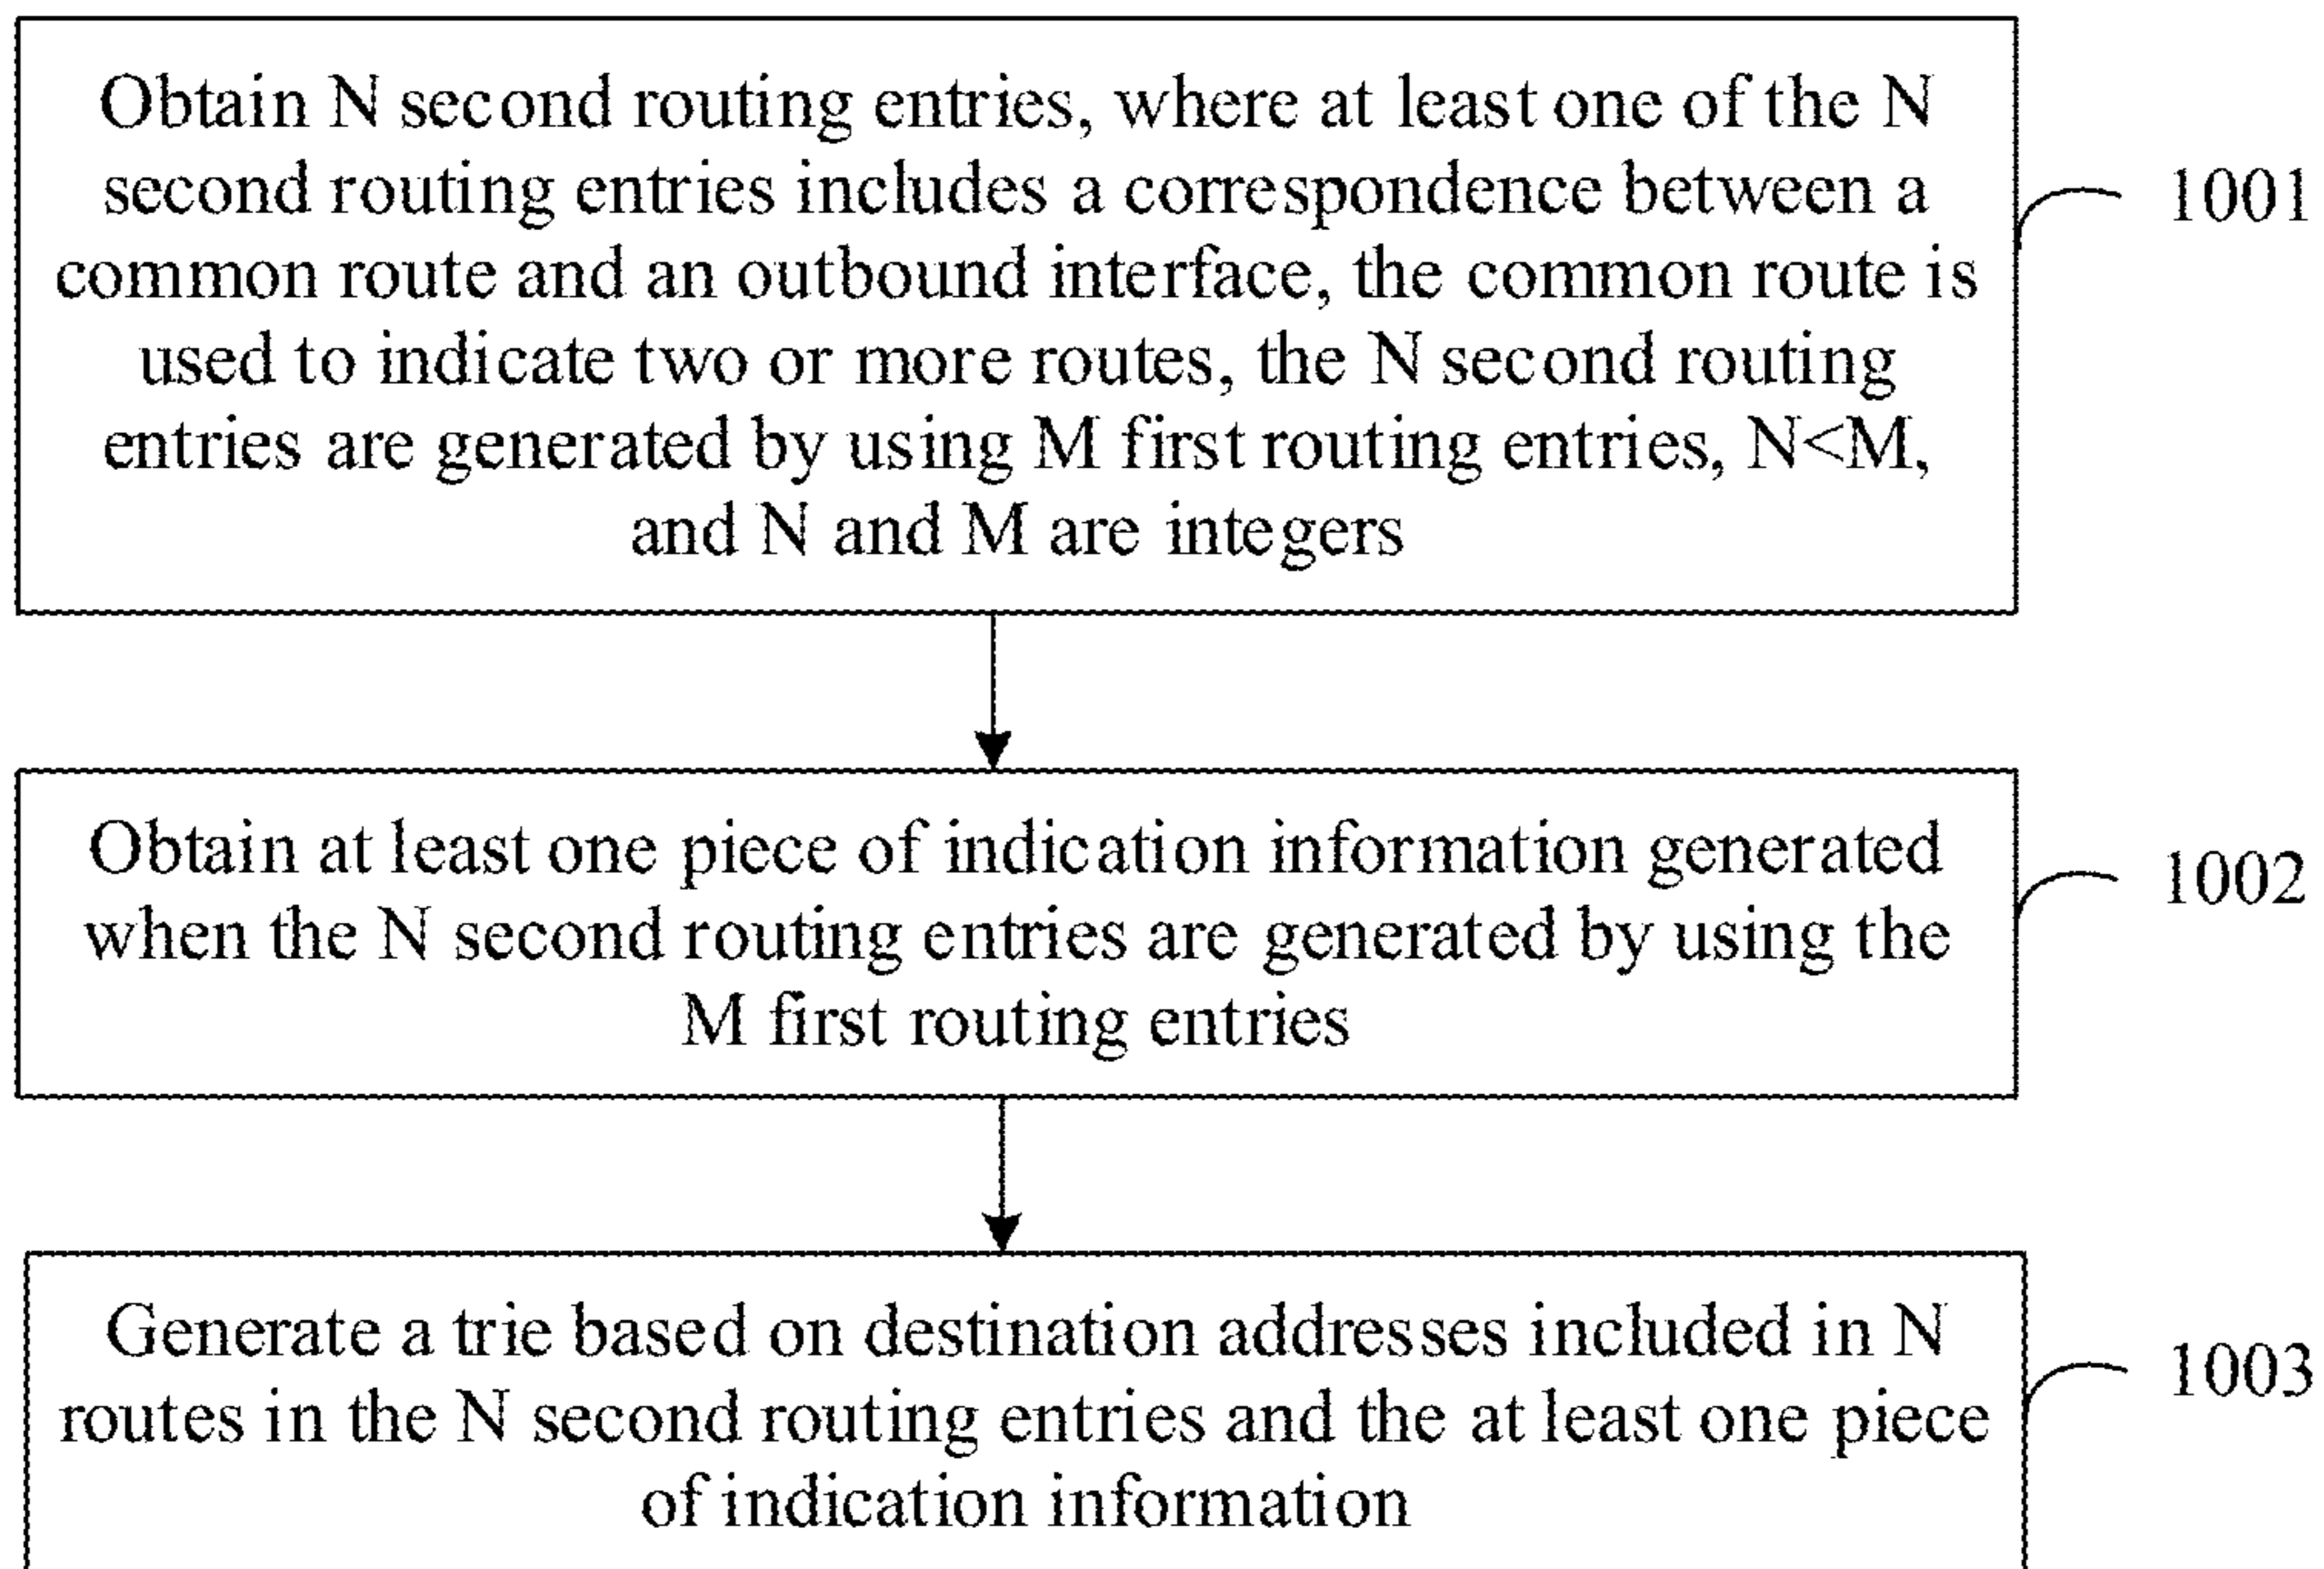 Obtain N second routing entries, where at least one of the N
second routing entries includes a correspondence between a
common route and an outbound interface, the common route is
used to indicate two or more routes, the N second routing
entries are generated by using M first routing entries, N<M,
and N and M are integers
1001
Obtain at least one piece of indication information generated
when the N second routing entries are generated by using the
M first routing entries
1002
Generate a trie based on destination addresses included in N
routes in the N second routing entries and the at least one piece
of indication information
1003